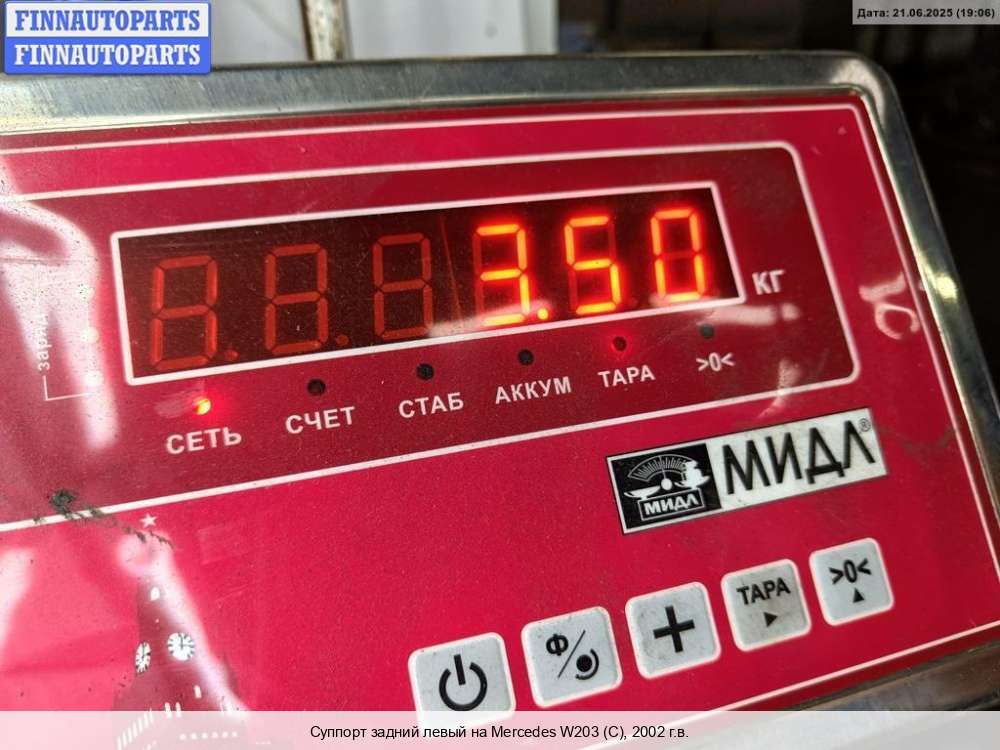 FINNAUTOPARTS
FINNAUTOPARTS
Дата: 21.06.2025 (19:06)
3.50
КГ
СЕТЬ
СЧЕТ
СТАБ
АККУМ
ТАРА
>0<
МИДЛ
МИДЛ®
Ф/
+
ТАРА
>0<
Суппорт задний левый на Mercedes W203 (C), 2002 г.в.